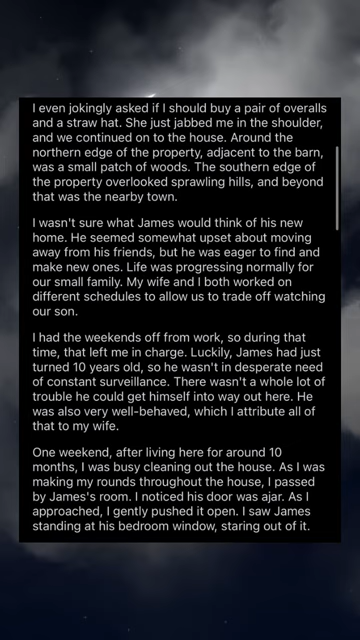 I even jokingly asked if I should buy a pair of overalls
and a straw hat. She just jabbed me in the shoulder,
and we continued on to the house. Around the
northern edge of the property, adjacent to the barn,
was a small patch of woods. The southern edge of
the property overlooked sprawling hills, and beyond
that was the nearby town.
I wasn't sure what James would think of his new
home. He seemed somewhat upset about moving
away from his friends, but he was eager to find and
make new ones. Life was progressing normally for
our small family. My wife and I both worked on
different schedules to allow us to trade off watching
our son.
I had the weekends off from work, so during that
time, that left me in charge. Luckily, James had just
turned 10 years old, so he wasn't in desperate need
of constant surveillance. There wasn't a whole lot of
trouble he could get himself into way out here. He
was also very well-behaved, which I attribute all of
that to my wife.
One weekend, after living here for around 10
months, I was busy cleaning out the house. As I was
making my rounds throughout the house, I passed
by James's room. I noticed his door was ajar. As I
approached, I gently pushed it open. I saw James
standing at his bedroom window, staring out of it.